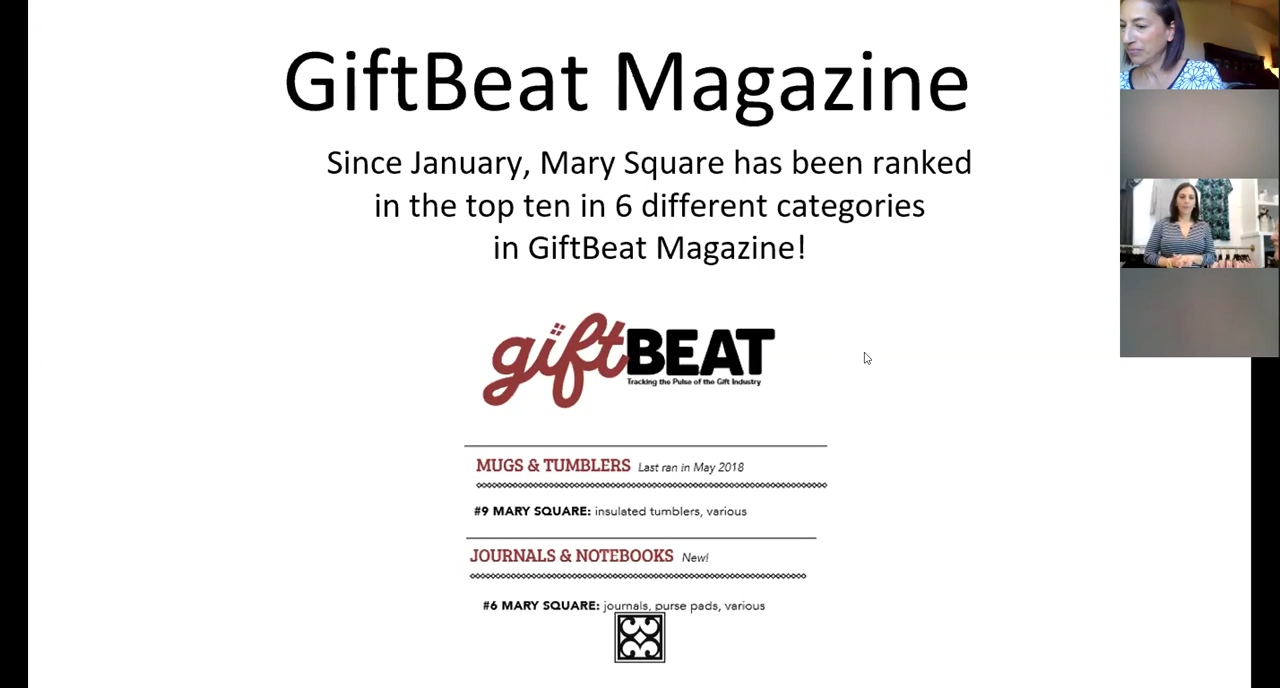 GiftBeat Magazine
Since January, Mary Square has been ranked
in the top ten in 6 different categories
in GiftBeat Magazine!
giftBEAT
Tracking the Pulse of the Gift Industry
MUGS & TUMBLERS Last ran in May 2018
#9 MARY SQUARE: insulated tumblers, various
JOURNALS & NOTEBOOKS New!
#6 MARY SQUARE: journals, purse pads, various